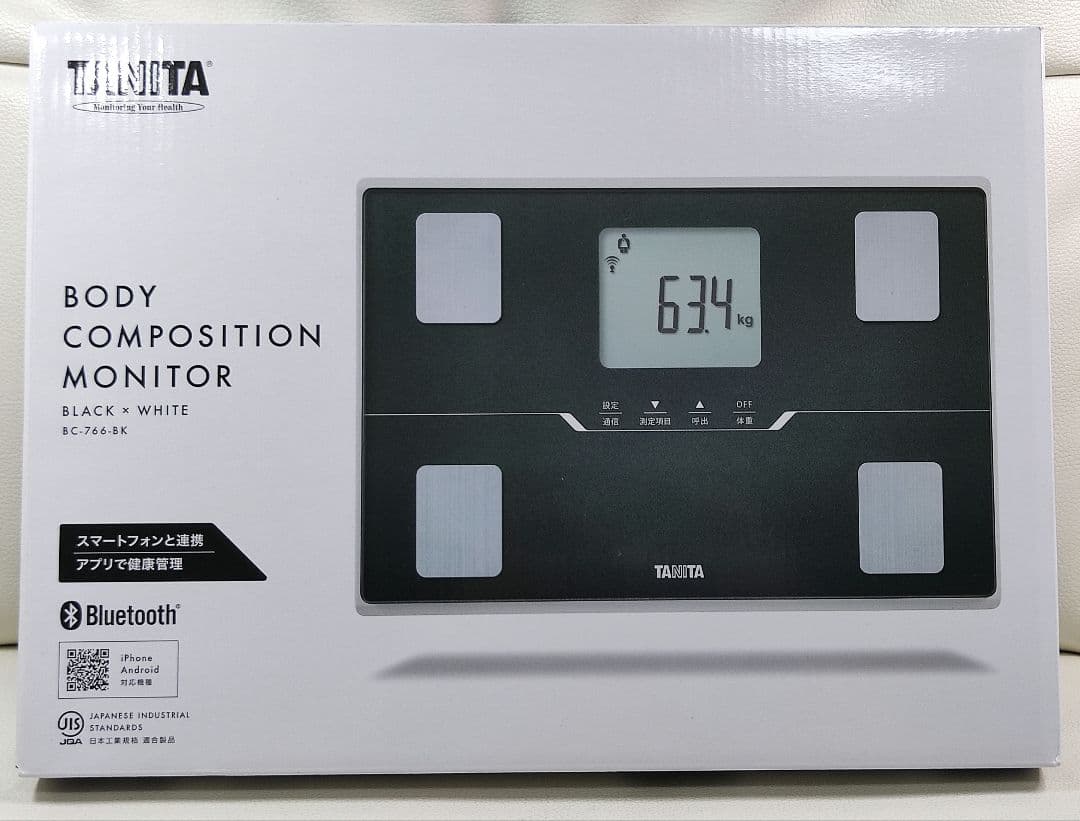 TANITA®
Monitoring Your Health
BODY
COMPOSITION
MONITOR
BLACK × WHITE
BC-766-BK
63.4 kg
設定 ▼ ▲ OFF
通信 測定項目 呼出 体重
TANITA
スマートフォンと連携
アプリで健康管理
Bluetooth®
iPhone
Android
対応機種
JIS
JQA
JAPANESE INDUSTRIAL
STANDARDS
日本工業規格 適合製品